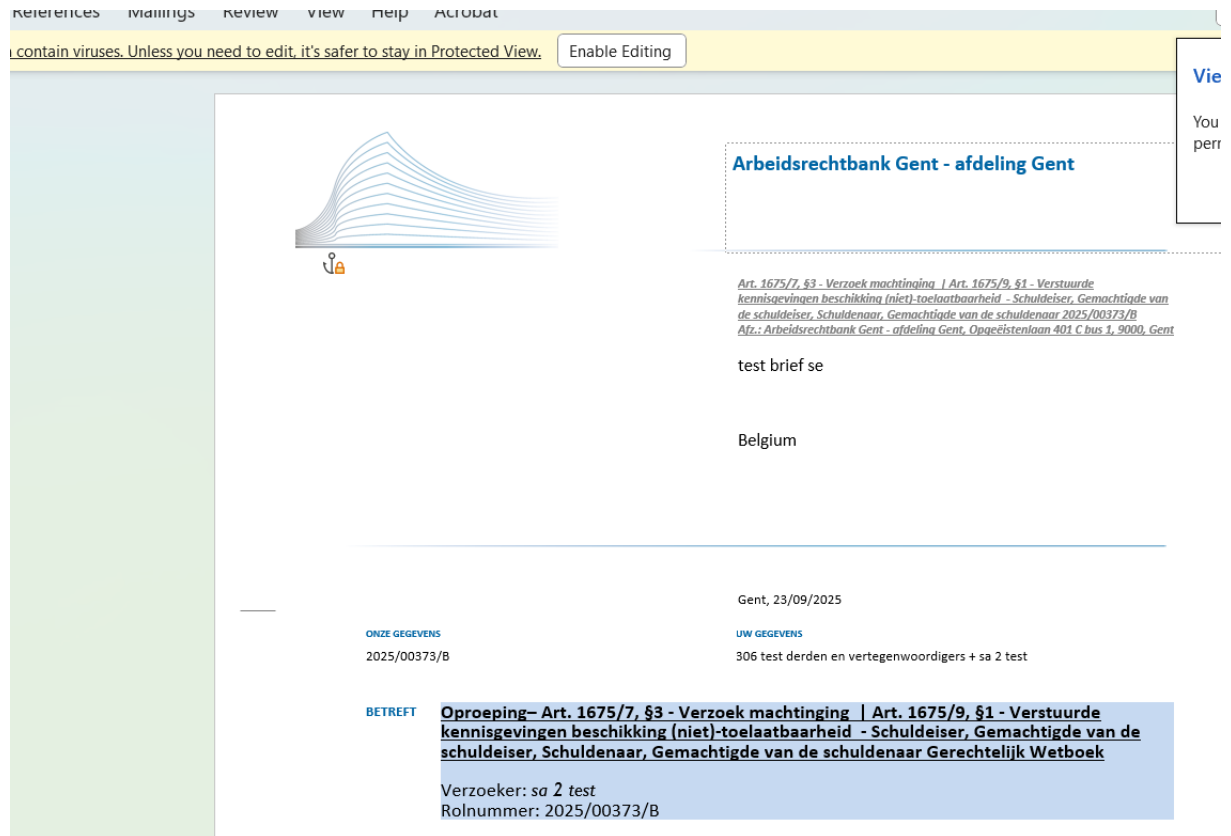 References Mailings Review View Help Acrobat
contain viruses. Unless you need to edit, it's safer to stay in Protected View. Enable Editing
Vie
You
perr
Arbeidsrechtbank Gent - afdeling Gent
Art. 1675/7, §3 - Verzoek machtinging | Art. 1675/9, §1 - Verstuurde
kennisgevingen beschikking (niet)-toelaatbaarheid - Schuldeiser, Gemachtigde van
de schuldeiser, Schuldenaar, Gemachtigde van de schuldenaar 2025/00373/B
Afz.: Arbeidsrechtbank Gent - afdeling Gent, Opgeëistenlaan 401 C bus 1, 9000, Gent
test brief se
Belgium
Gent, 23/09/2025
ONZE GEGEVENS
UW GEGEVENS
2025/00373/B
306 test derden en vertegenwoordigers + sa 2 test
BETREFT
Oproeping– Art. 1675/7, §3 - Verzoek machtinging | Art. 1675/9, §1 - Verstuurde
kennisgevingen beschikking (niet)-toelaatbaarheid - Schuldeiser, Gemachtigde van de
schuldeiser, Schuldenaar, Gemachtigde van de schuldenaar Gerechtelijk Wetboek
Verzoeker: sa 2 test
Rolnummer: 2025/00373/B